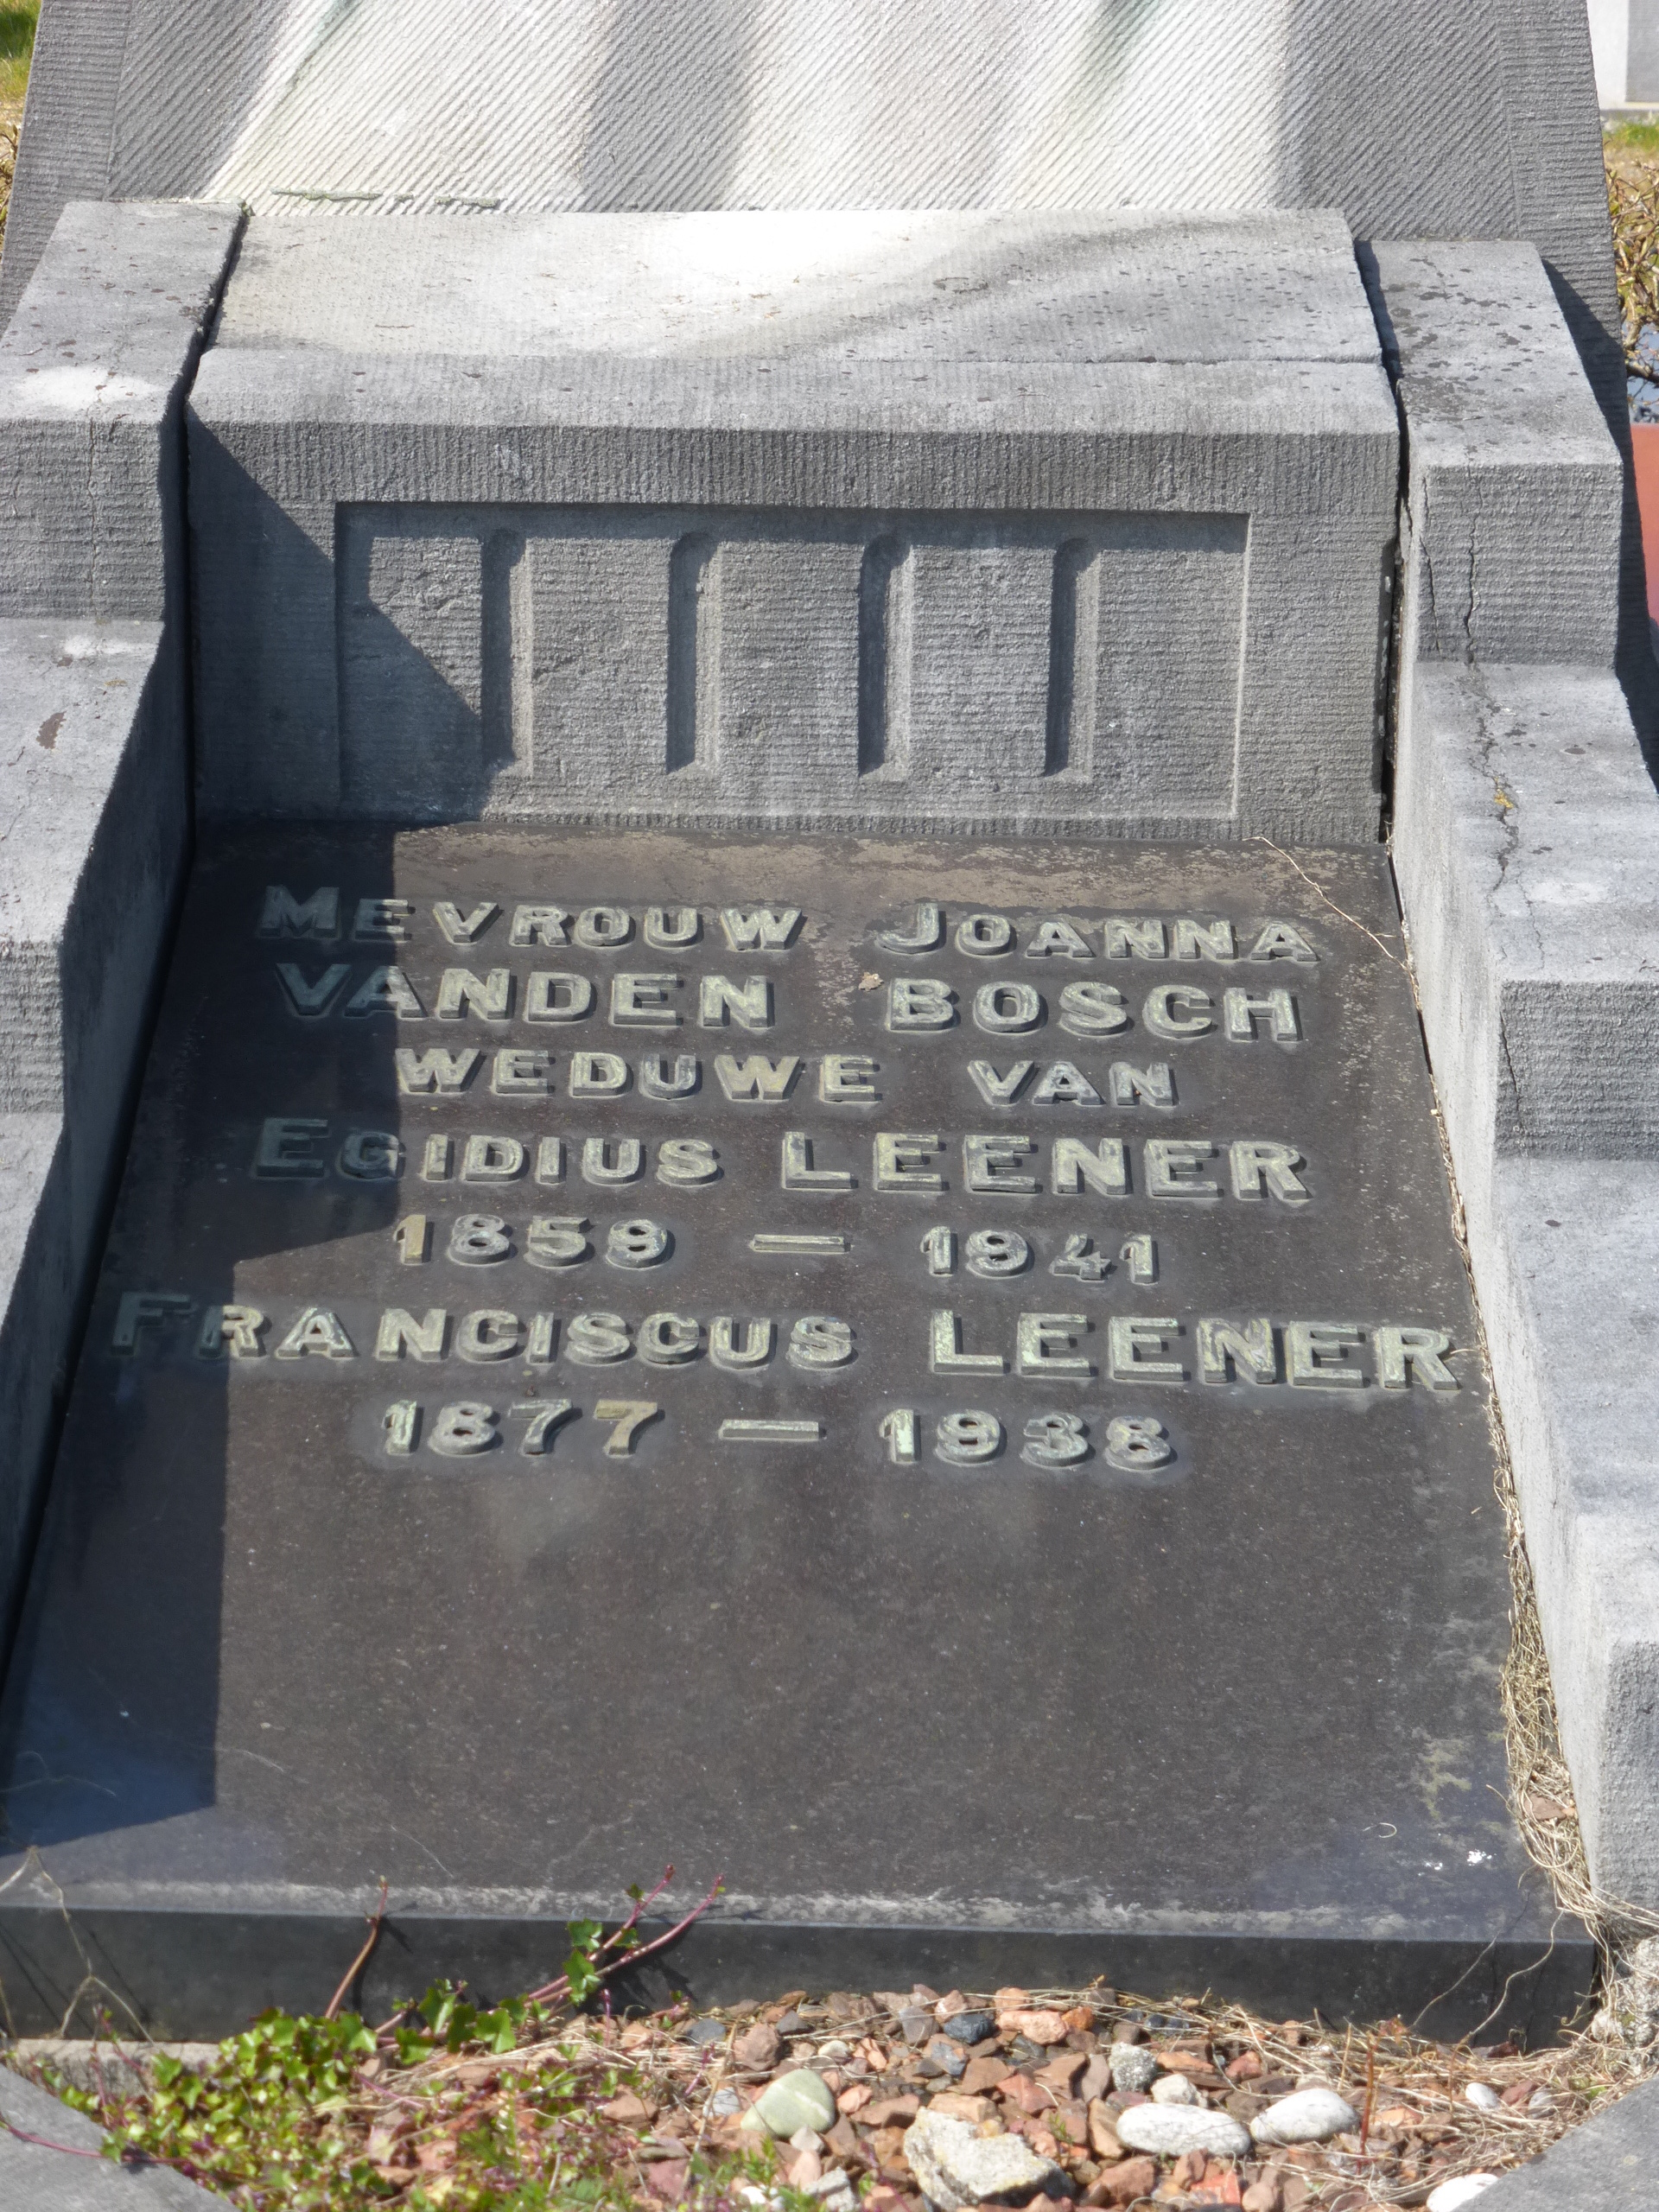 MEVROUW JOANNA
VANDEN BOSCH
WEDUWE VAN
EGIDIUS LEENER
1859 — 1941
FRANCISCUS LEENER
1877 — 1938